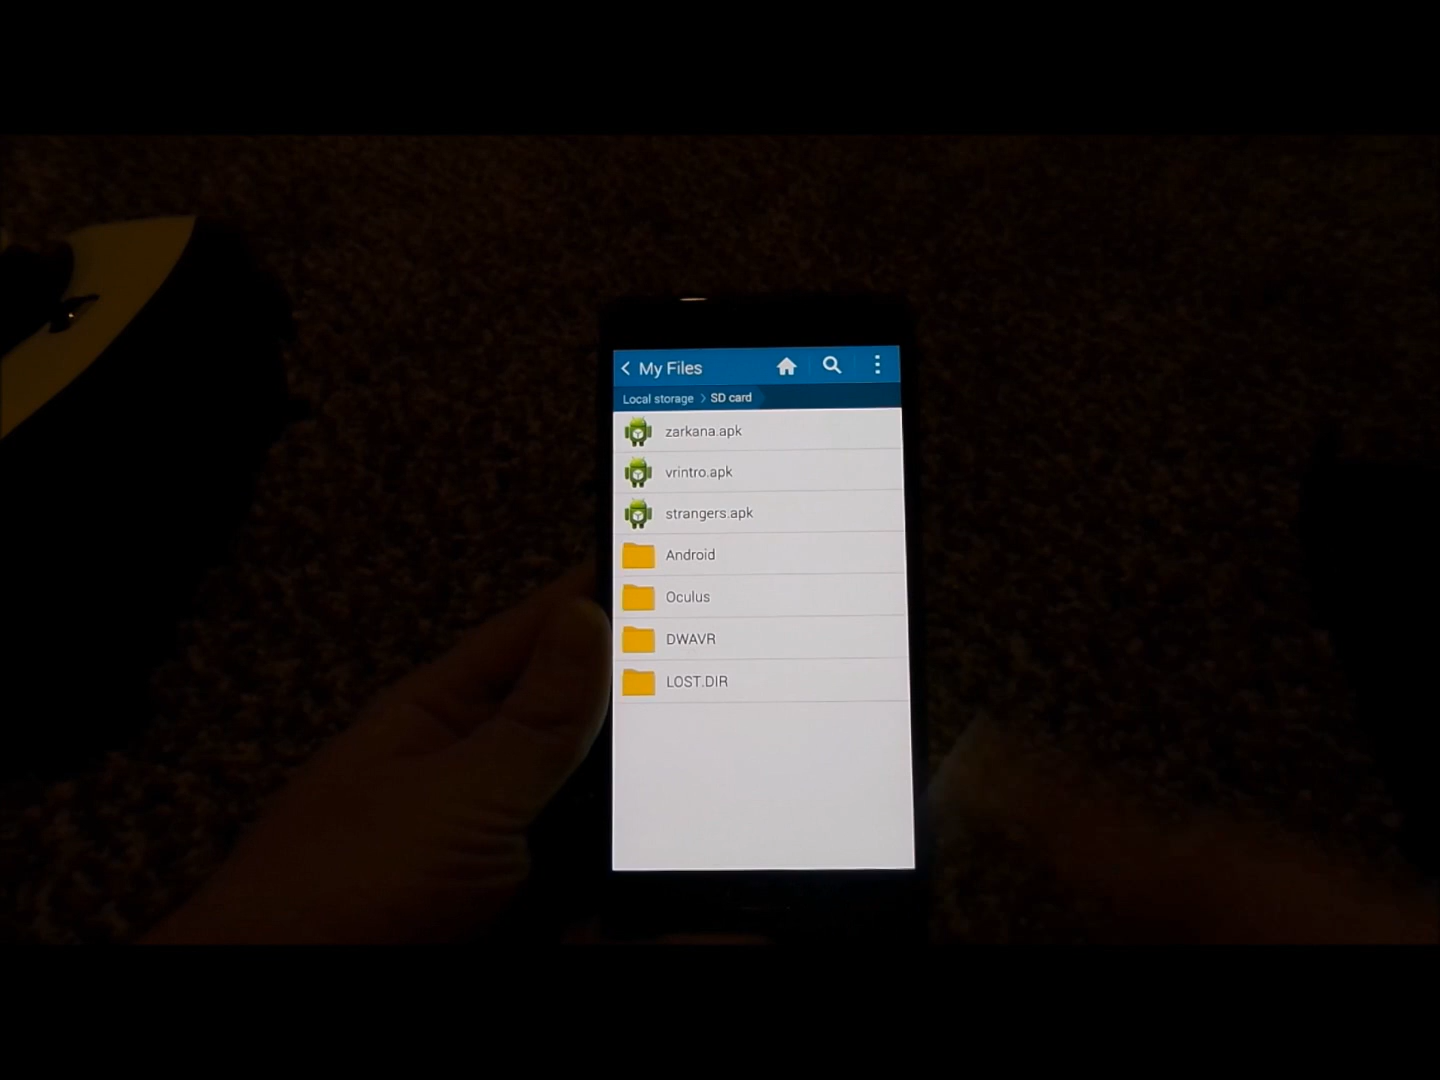 My Files
Local storage > SD card
zarkana.apk
vrintro.apk
strangers.apk
Android
Oculus
DWAVR
LOST.DIR